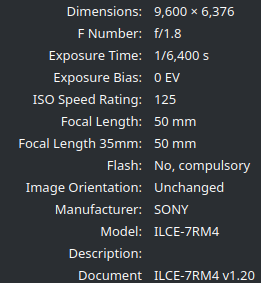 Dimensions: 9,600 × 6,376
F Number: f/1.8
Exposure Time: 1/6,400 s
Exposure Bias: 0 EV
ISO Speed Rating: 125
Focal Length: 50 mm
Focal Length 35mm: 50 mm
Flash: No, compulsory
Image Orientation: Unchanged
Manufacturer: SONY
Model: ILCE-7RM4
Description:
Document ILCE-7RM4 v1.20